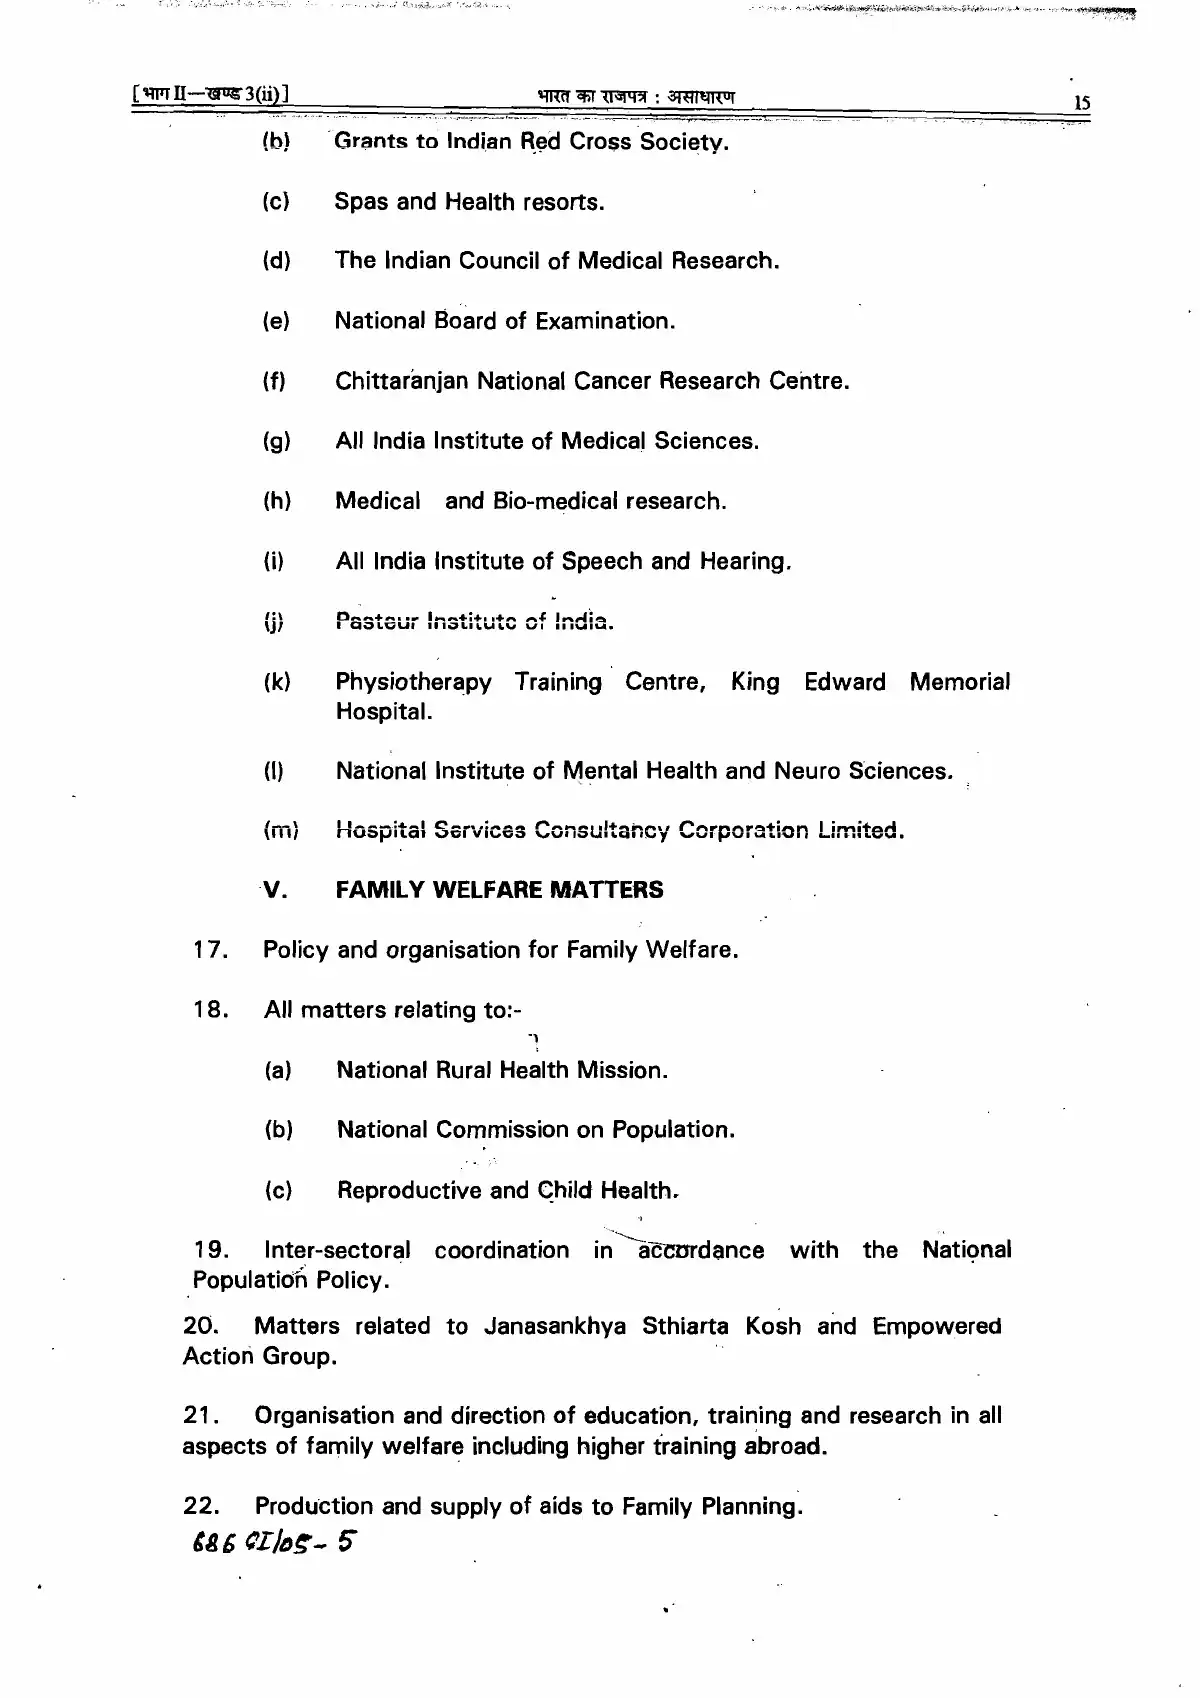 [ भाग II—खण्ड 3(ii) ] भारत का राजपत्र : असाधारण 15
(b) Grants to Indian Red Cross Society.
(c) Spas and Health resorts.
(d) The Indian Council of Medical Research.
(e) National Board of Examination.
(f) Chittaranjan National Cancer Research Centre.
(g) All India Institute of Medical Sciences.
(h) Medical and Bio-medical research.
(i) All India Institute of Speech and Hearing.
(j) Pasteur Institute of India.
(k) Physiotherapy Training Centre, King Edward Memorial
Hospital.
(l) National Institute of Mental Health and Neuro Sciences.
(m) Hospital Services Consultancy Corporation Limited.
V. FAMILY WELFARE MATTERS
17. Policy and organisation for Family Welfare.
18. All matters relating to:-
(a) National Rural Health Mission.
(b) National Commission on Population.
(c) Reproductive and Child Health.
19. Inter-sectoral coordination in accordance with the National
Population Policy.
20. Matters related to Janasankhya Sthiarta Kosh and Empowered
Action Group.
21. Organisation and direction of education, training and research in all
aspects of family welfare including higher training abroad.
22. Production and supply of aids to Family Planning.
686 GI/05- 5